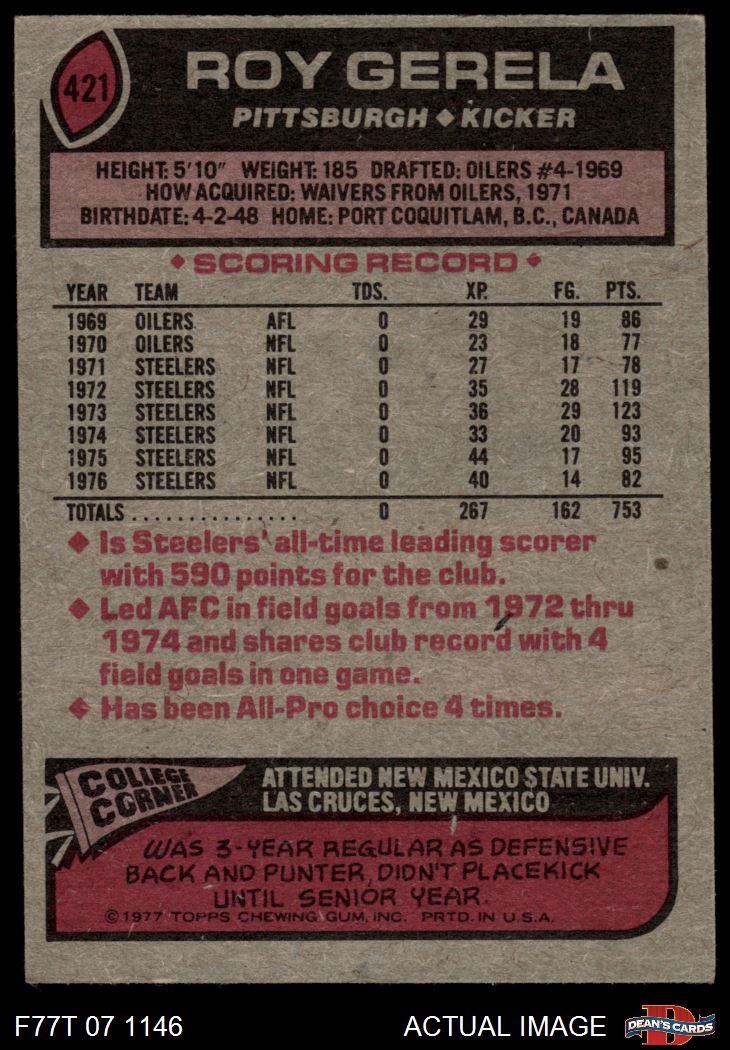 421
ROY GERELA
PITTSBURGH ◆ KICKER
HEIGHT: 5'10" WEIGHT: 185 DRAFTED: OILERS #4-1969
HOW ACQUIRED: WAIVERS FROM OILERS, 1971
BIRTHDATE: 4-2-48 HOME: PORT COQUITLAM, B.C., CANADA
◆ SCORING RECORD ◆
YEAR TEAM TDS. XP. FG. PTS.
1969 OILERS AFL 0 29 19 86
1970 OILERS NFL 0 23 18 77
1971 STEELERS NFL 0 27 17 78
1972 STEELERS NFL 0 35 28 119
1973 STEELERS NFL 0 36 29 123
1974 STEELERS NFL 0 33 20 93
1975 STEELERS NFL 0 44 17 95
1976 STEELERS NFL 0 40 14 82
TOTALS................ 0 267 162 753
◆ Is Steelers' all-time leading scorer
with 590 points for the club.
◆ Led AFC in field goals from 1972 thru
1974 and shares club record with 4
field goals in one game.
◆ Has been All-Pro choice 4 times.
COLLEGE
CORNER
ATTENDED NEW MEXICO STATE UNIV.
LAS CRUCES, NEW MEXICO
WAS 3-YEAR REGULAR AS DEFENSIVE
BACK AND PUNTER, DIDN'T PLACEKICK
UNTIL SENIOR YEAR.
©1977 TOPPS CHEWING GUM, INC. PRTD. IN U.S.A.
F77T 07 1146
ACTUAL IMAGE
D
DEAN'S CARDS